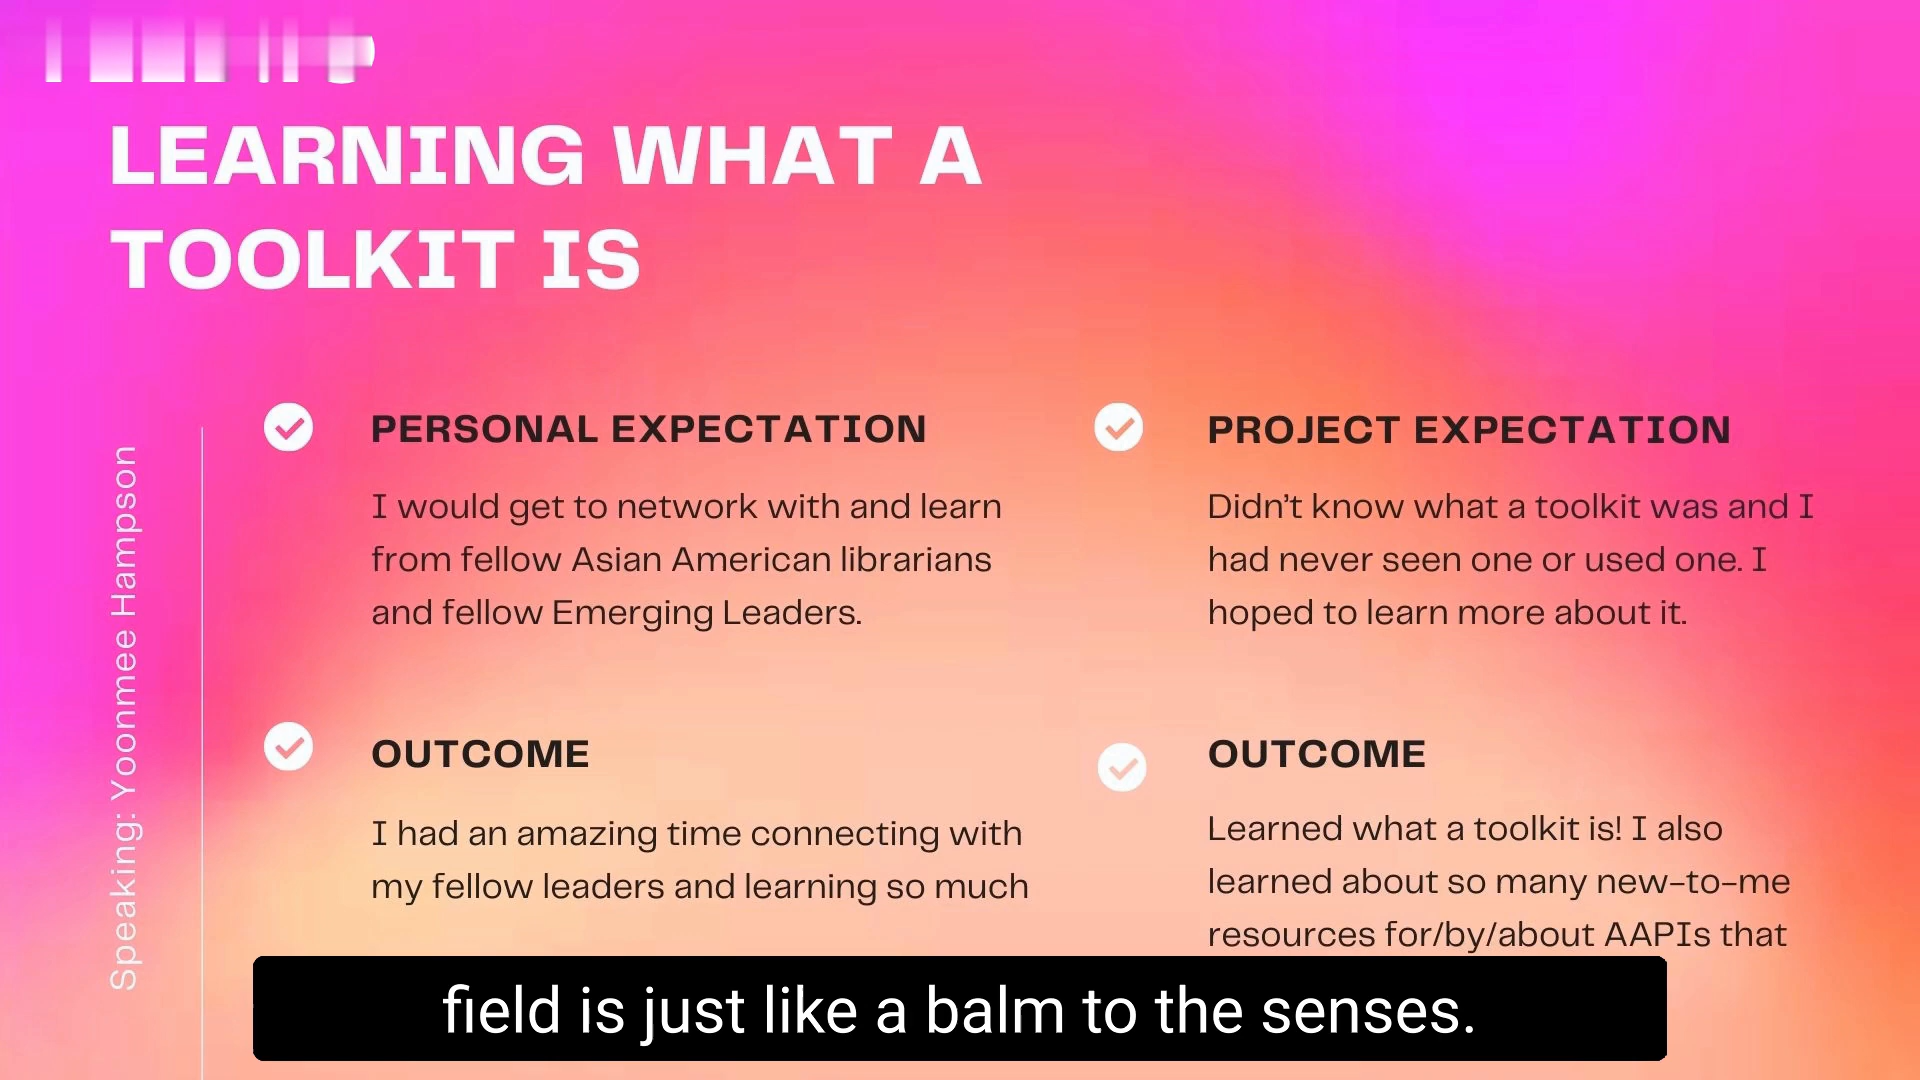 LEARNING WHAT A
TOOLKIT IS
Speaking: Yoonmee Hampson
PERSONAL EXPECTATION
I would get to network with and learn
from fellow Asian American librarians
and fellow Emerging Leaders.
OUTCOME
I had an amazing time connecting with
my fellow leaders and learning so much
PROJECT EXPECTATION
Didn’t know what a toolkit was and I
had never seen one or used one. I
hoped to learn more about it.
OUTCOME
Learned what a toolkit is! I also
learned about so many new-to-me
resources for/by/about AAPIs that
field is just like a balm to the senses.